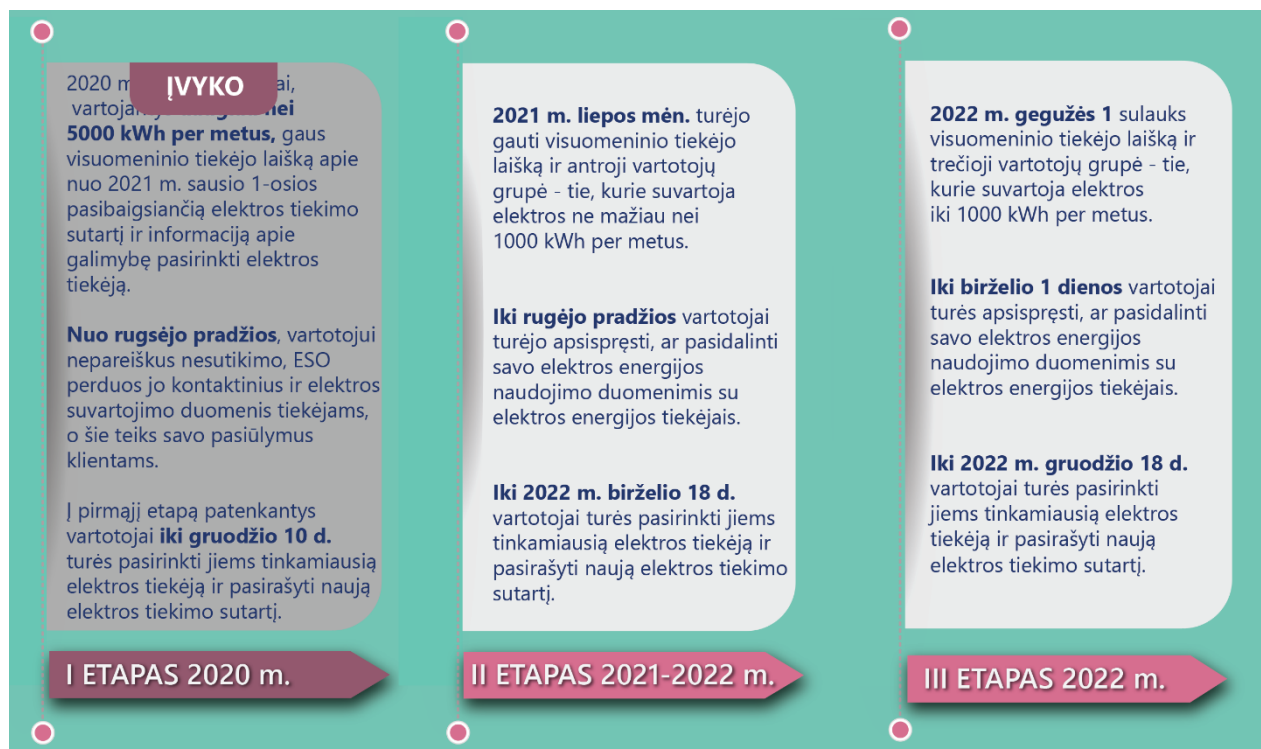 ĮVYKO
2020 m
vartoja nei
5000 kWh per metus, gaus
visuomeninio tiekėjo laišką apie
nuo 2021 m. sausio 1-osios
pasibaigsiančią elektros tiekimo
sutartį ir informaciją apie
galimybę pasirinkti elektros
tiekėją.
Nuo rugsėjo pradžios, vartotojui
nepareiškus nesutikimo, ESO
perduos jo kontaktinius ir elektros
suvartojimo duomenis tiekėjams,
o šie teiks savo pasiūlymus
klientams.
Į pirmąjį etapą patenkantys
vartotojai iki gruodžio 10 d.
turės pasirinkti jiems tinkamiausią
elektros tiekėją ir pasirašyti naują
elektros tiekimo sutartį.
I ETAPAS 2020 m.
2021 m. liepos mėn. turėjo
gauti visuomeninio tiekėjo
laišką ir antroji vartotojų
grupė - tie, kurie suvartoja
elektros ne mažiau nei
1000 kWh per metus.
Iki rugėjo pradžios vartotojai
turėjo apsispręsti, ar pasidalinti
savo elektros energijos
naudojimo duomenimis su
elektros energijos tiekėjais.
Iki 2022 m. birželio 18 d.
vartotojai turės pasirinkti jiems
tinkamiausią elektros tiekėją ir
pasirašyti naują elektros tiekimo
sutartį.
II ETAPAS 2021-2022 m.
2022 m. gegužės 1 sulauks
visuomeninio tiekėjo laišką ir
trečioji vartotojų grupė - tie,
kurie suvartoja elektros
iki 1000 kWh per metus.
Iki birželio 1 dienos vartotojai
turės apsispręsti, ar pasidalinti
savo elektros energijos
naudojimo duomenimis su
elektros energijos tiekėjais.
Iki 2022 m. gruodžio 18 d.
vartotojai turės pasirinkti
jiems tinkamiausią elektros
tiekėją ir pasirašyti naują
elektros tiekimo sutartį.
III ETAPAS 2022 m.